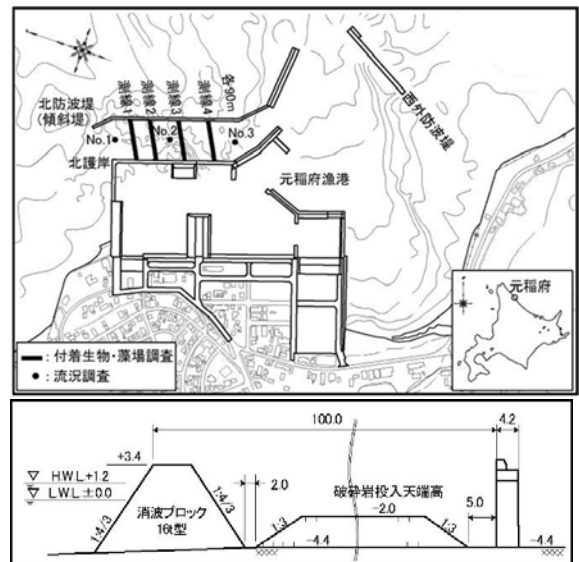 測線1
測線2
測線3
測線4
各90m
北防波堤
(傾斜堤)
No.1
No.2
No.3
北護岸
西外防波堤
元稲府漁港
元稲府
:付着生物・藻場調査
:流況調査
100.0
4.2
+3.4
HWL+1.2
LWL±0.0
2.0
破砕岩投入天端高
-2.0
5.0
消波ブロック
16t型
1:4/3
1:4/3
1:3
1:3
-4.4
-4.4